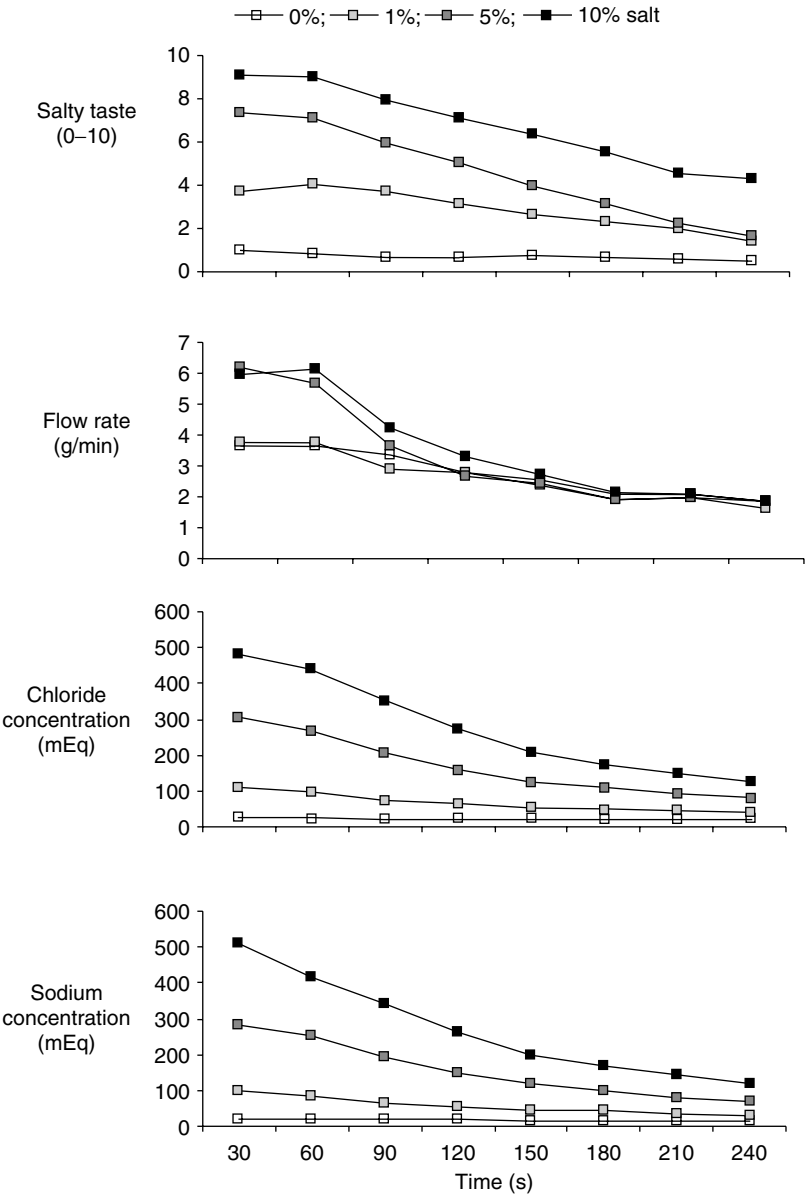 0%; 1%; 5%; 10% salt
Salty taste
(0–10)
10
8
6
4
2
0
Flow rate
(g/min)
7
6
5
4
3
2
1
0
Chloride
concentration
(mEq)
600
500
400
300
200
100
0
Sodium
concentration
(mEq)
600
500
400
300
200
100
0
30 60 90 120 150 180 210 240
Time (s)